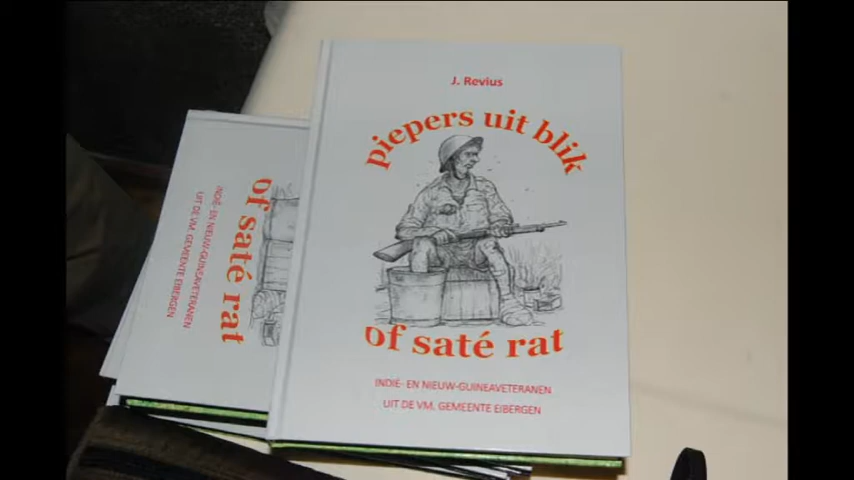 J. Revius
piepers uit blik
of saté rat
INDIË- EN NIEUW-GUINEAVETERANEN
UIT DE VM. GEMEENTE EIBERGEN
of saté rat
INDIË- EN NIEUW-GUINEAVETERANEN
UIT DE VM. GEMEENTE EIBERGEN